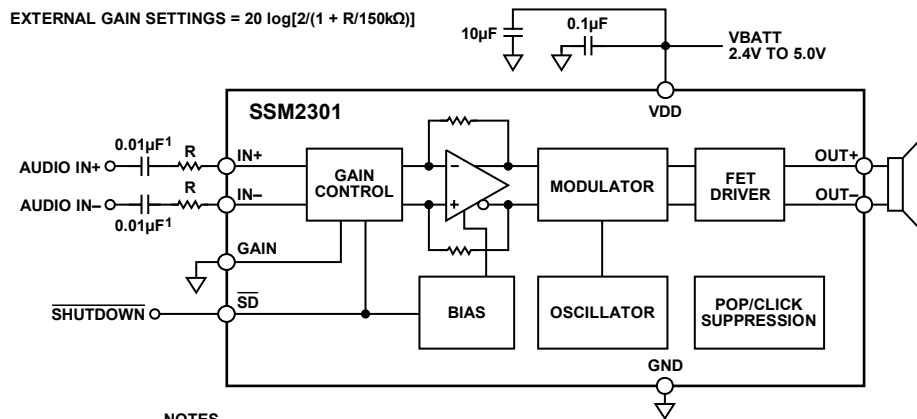 EXTERNAL GAIN SETTINGS = 20 log[2/(1 + R/150kΩ)]
10µF
0.1µF
VBATT
2.4V TO 5.0V
VDD
SSM2301
0.01µF¹
R
AUDIO IN+
IN+
AUDIO IN–
R
IN–
0.01µF¹
GAIN
CONTROL
–
+
MODULATOR
FET
DRIVER
OUT+
OUT–
GAIN
SHUTDOWN
SD
BIAS
OSCILLATOR
POP/CLICK
SUPPRESSION
GND
NOTES